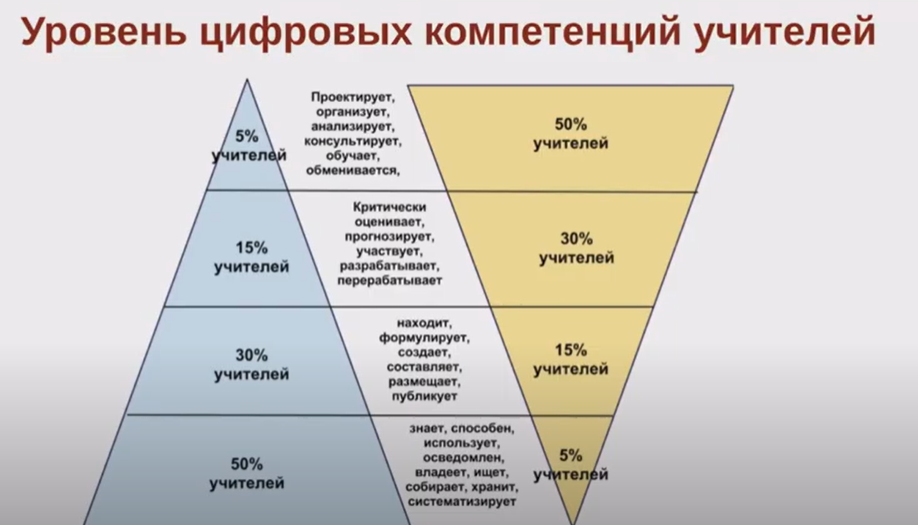 Уровень цифровых компетенций учителей
5%
учителей
Проектирует,
организует,
анализирует,
консультирует,
обучает,
обменивается,
50%
учителей
15%
учителей
Критически
оценивает,
прогнозирует,
участвует,
разрабатывает,
перерабатывает
30%
учителей
30%
учителей
находит,
формулирует,
создает,
составляет,
размещает,
публикует
15%
учителей
50%
учителей
знает, способен,
использует,
осведомлен,
владеет, ищет,
собирает, хранит,
систематизирует
5%
учителей